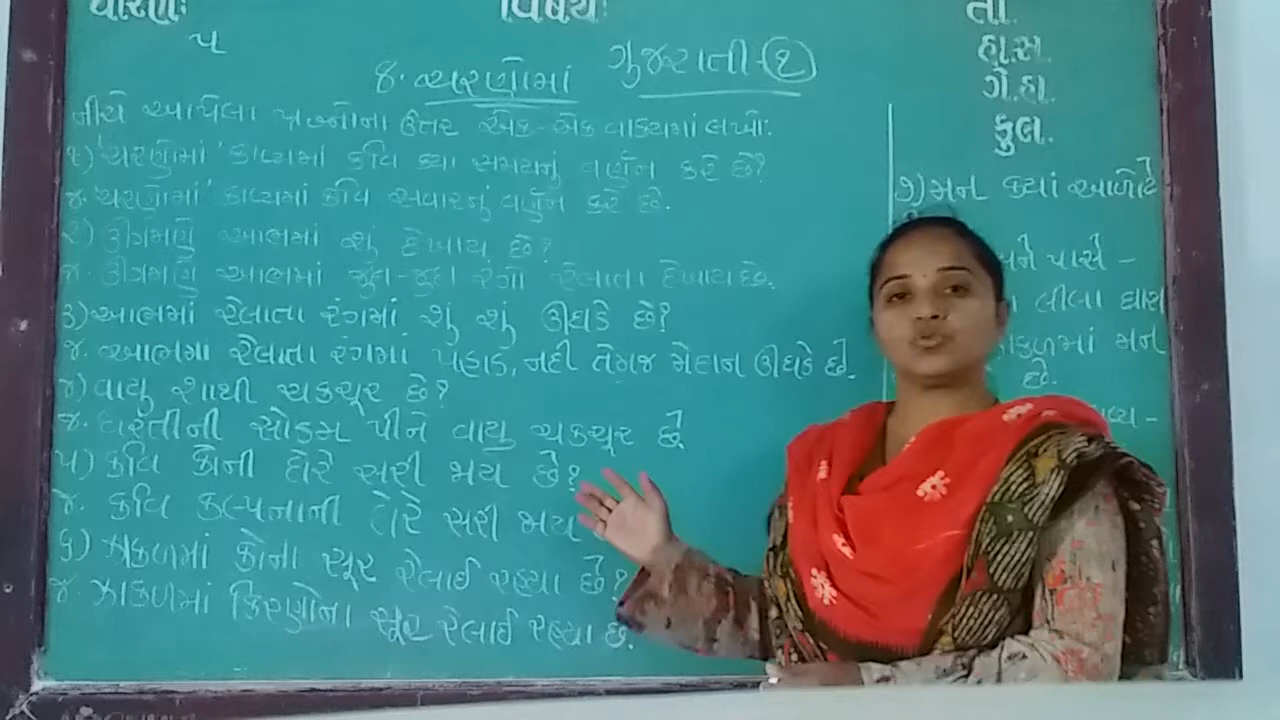 ધોરણઃ
વિષયઃ
તા.
૫
ગુજરાતી (૧)
હા.સ.
ગે.હા.
કુલ.
૪. ચરણોમાં
નીચે આપેલા પ્રશ્નોના ઉત્તર એક-એક વાક્યમાં લખો:
૧) 'ચરણોમાં' કાવ્યમાં કવિ ક્યા સમયનું વર્ણન કરે છે?
જ. 'ચરણોમાં' કાવ્યમાં કવિ સવારનું વર્ણન કરે છે.
૨) ઊગમણે આભમાં શું દેખાય છે?
જ. ઊગમણે આભમાં જુદા-જુદા રંગો રેલાતા દેખાય છે.
૩) આભમાં રેલાતા રંગમાં શું શું ઊઘડે છે?
જ. આભમાં રેલાતા રંગમાં પહાડ, નદી તેમજ મેદાન ઊઘડે છે.
૪) વાયુ શાથી ચકચૂર છે?
જ. ધરતીની સોડમ પીને વાયુ ચકચૂર છે.
૫) કવિ કોની હારે સરી જાય છે?
જ. કવિ કલ્પનાની હારે સરી જાય
૬) ઝાકળમાં કોના સૂર રેલાઈ રહ્યા છે?
જ. ઝાકળમાં કિરણોના સૂર રેલાઈ રહ્યા છે.
૭) મન ક્યાં આળોટે
પાસે -
લીલા ઘાસ
મન
છે.